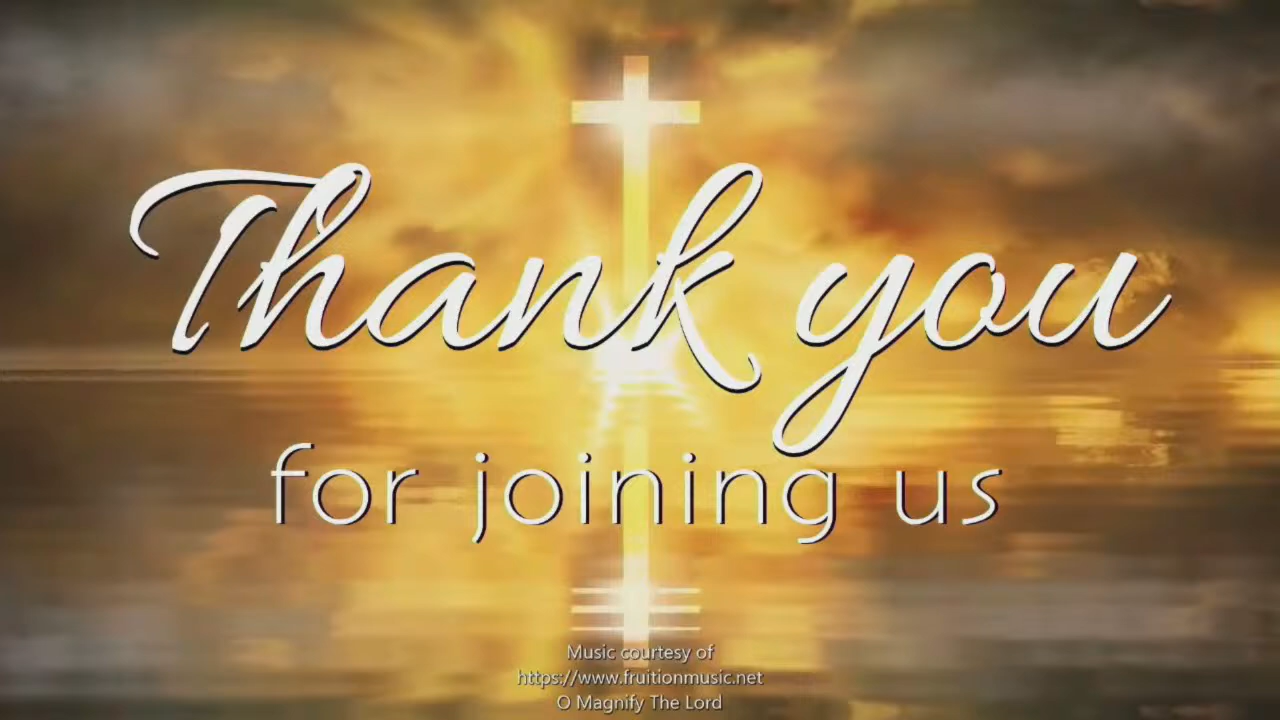 Thank you
for joining us
Music courtesy of
https://www.fruitionmusic.net
O Magnify The Lord